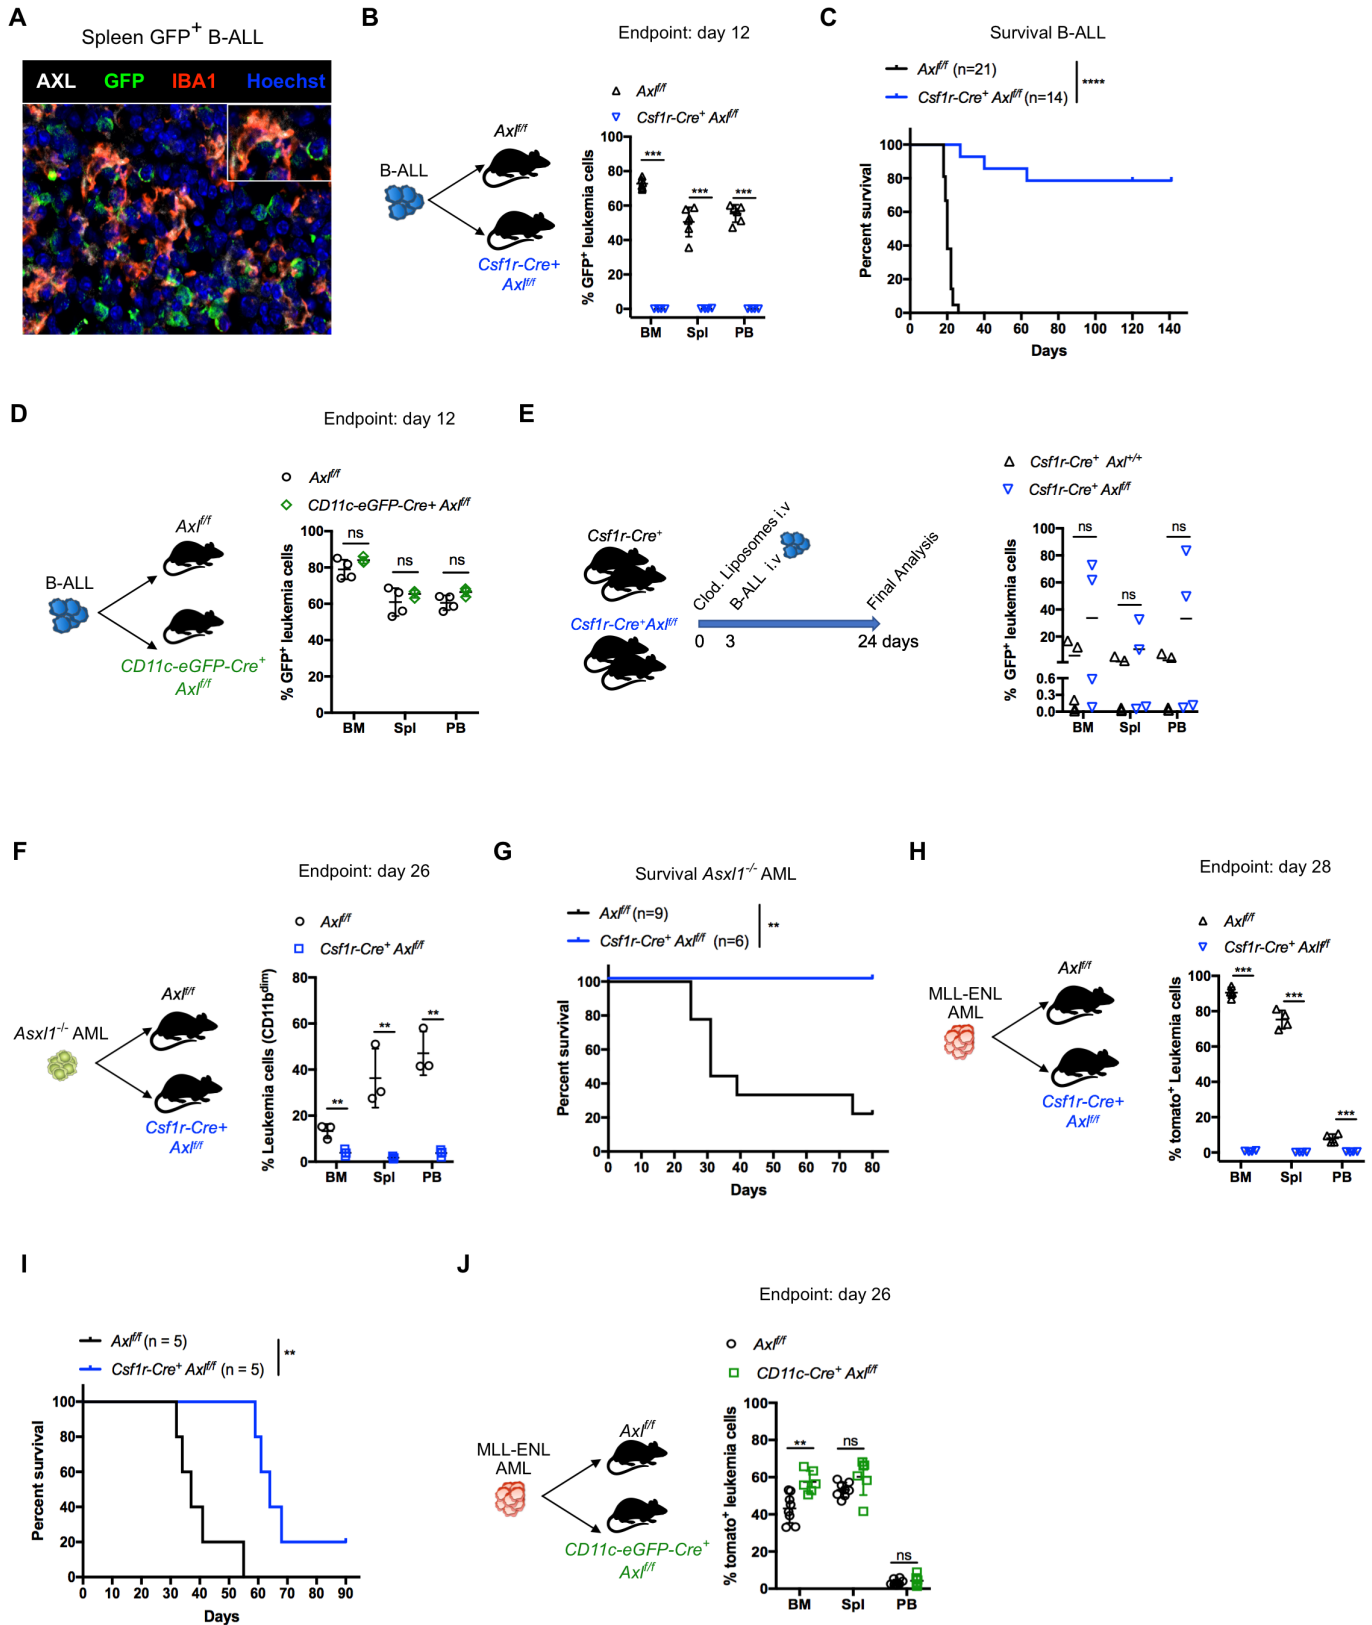 A
Spleen GFP+ B-ALL
AXL GFP IBA1 Hoechst
B
Endpoint: day 12
Axlf/f
Csf1r-Cre+ Axlf/f
B-ALL
Axlf/f
Csf1r-Cre+
Axlf/f
% GFP+ leukemia cells
100
80
60
40
20
0
***
***
***
BM Spl PB
C
Survival B-ALL
Axlf/f (n=21)
Csf1r-Cre+ Axlf/f (n=14)
****
Percent survival
100
80
60
40
20
0
0 20 40 60 80 100 120 140
Days
D
Endpoint: day 12
Axlf/f
CD11c-eGFP-Cre+ Axlf/f
B-ALL
Axlf/f
CD11c-eGFP-Cre+
Axlf/f
% GFP+ leukemia cells
100
80
60
40
20
0
ns
ns
ns
BM Spl PB
E
Csf1r-Cre+
Csf1r-Cre+Axlf/f
Clod. Liposomes i.v
B-ALL i.v
Final Analysis
0 3 24 days
Csf1r-Cre+ Axl+/+
Csf1r-Cre+ Axlf/f
% GFP+ leukemia cells
100
80
60
40
20
0.6
0.3
0.0
ns
ns
ns
BM Spl PB
F
Endpoint: day 26
Axlf/f
Csf1r-Cre+ Axlf/f
Asxl1-/- AML
Axlf/f
Csf1r-Cre+
Axlf/f
% Leukemia cells (CD11bdim)
80
60
40
20
0
**
**
**
BM Spl PB
G
Survival Asxl1-/- AML
Axlf/f (n=9)
Csf1r-Cre+ Axlf/f (n=6)
**
Percent survival
100
80
60
40
20
0
0 10 20 30 40 50 60 70 80
Days
H
Endpoint: day 28
Axlf/f
Csf1r-Cre+ Axlf/f
MLL-ENL
AML
Axlf/f
Csf1r-Cre+
Axlf/f
% tomato+ Leukemia cells
100
80
60
40
20
0
***
***
***
BM Spl PB
I
Axlf/f (n = 5)
Csf1r-Cre+ Axlf/f (n = 5)
**
Percent survival
100
80
60
40
20
0
0 10 20 30 40 50 60 70 80 90
Days
J
Endpoint: day 26
Axlf/f
CD11c-Cre+ Axlf/f
MLL-ENL
AML
Axlf/f
CD11c-eGFP-Cre+
Axlf/f
% tomato+ leukemia cells
100
80
60
40
20
0
**
ns
ns
BM Spl PB